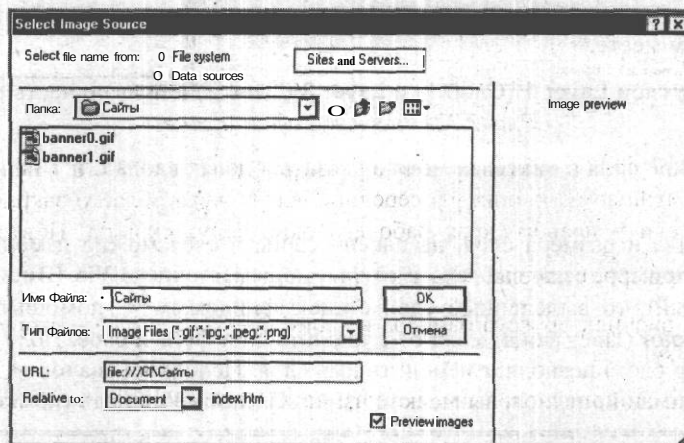 Select Image Source
Select file name from: O File system
Sites and Servers...
O Data sources
Папка: Сайты
Image preview
banner0.gif
banner1.gif
Имя Файла: Сайты
OK
Тип Файлов: Image Files (*.gif;*.jpg;*.jpeg;*.png)
Отмена
URL: file:///C|\Сайты
Relative to: Document index.htm
Preview images